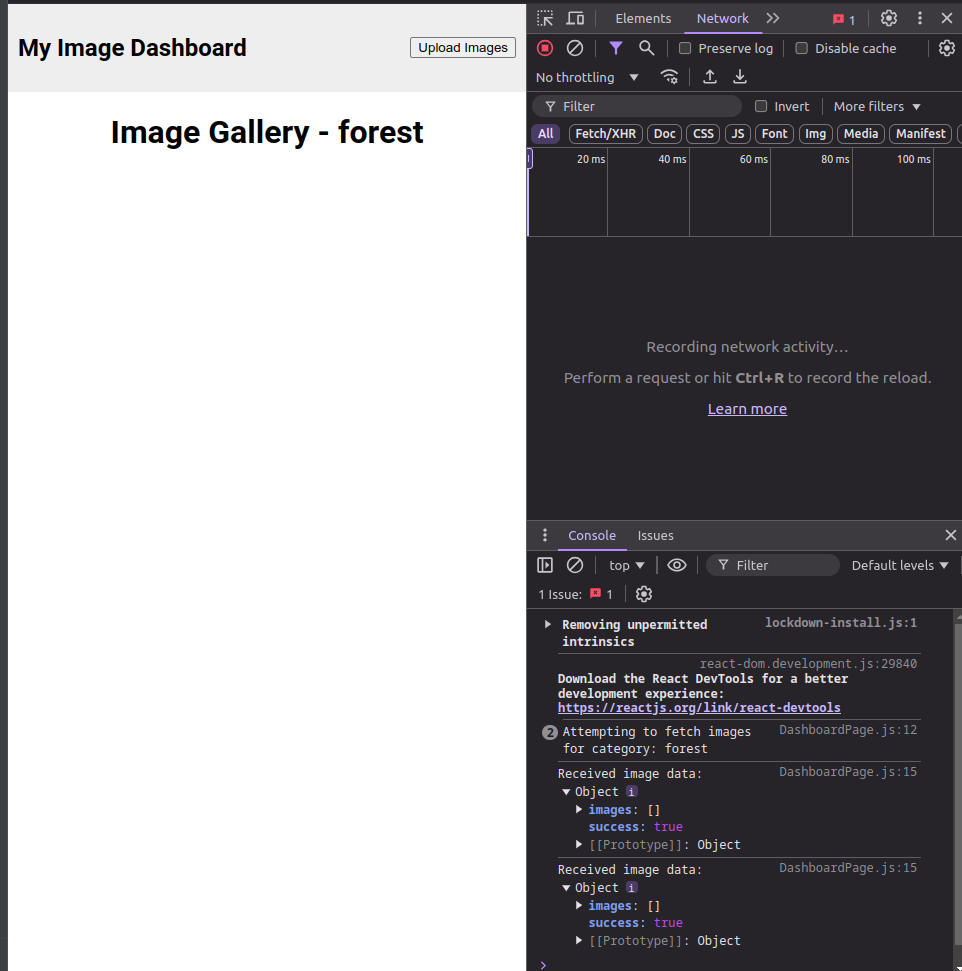 My Image Dashboard
Upload Images
Image Gallery - forest
Elements
Network
1
Preserve log
Disable cache
No throttling
Filter
Invert
More filters
All
Fetch/XHR
Doc
CSS
JS
Font
Img
Media
Manifest
20 ms
40 ms
60 ms
80 ms
100 ms
Recording network activity…
Perform a request or hit Ctrl+R to record the reload.
Learn more
Console
Issues
top
Filter
Default levels
1 Issue:
1
Removing unpermitted
intrinsics
lockdown-install.js:1
react-dom.development.js:29840
Download the React DevTools for a better
development experience:
https://reactjs.org/link/react-devtools
2
Attempting to fetch images
for category: forest
DashboardPage.js:12
Received image data:
DashboardPage.js:15
Object i
images: []
success: true
[[Prototype]]: Object
Received image data:
DashboardPage.js:15
Object i
images: []
success: true
[[Prototype]]: Object